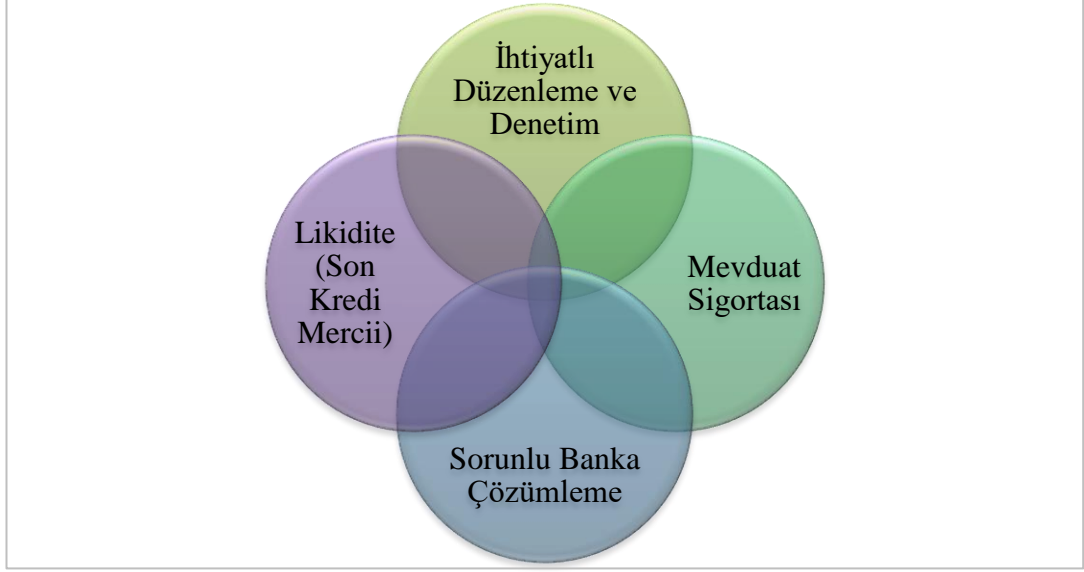 İhtiyatlı
Düzenleme ve
Denetim
Likidite
(Son
Kredi
Mercii)
Mevduat
Sigortası
Sorunlu Banka
Çözümleme